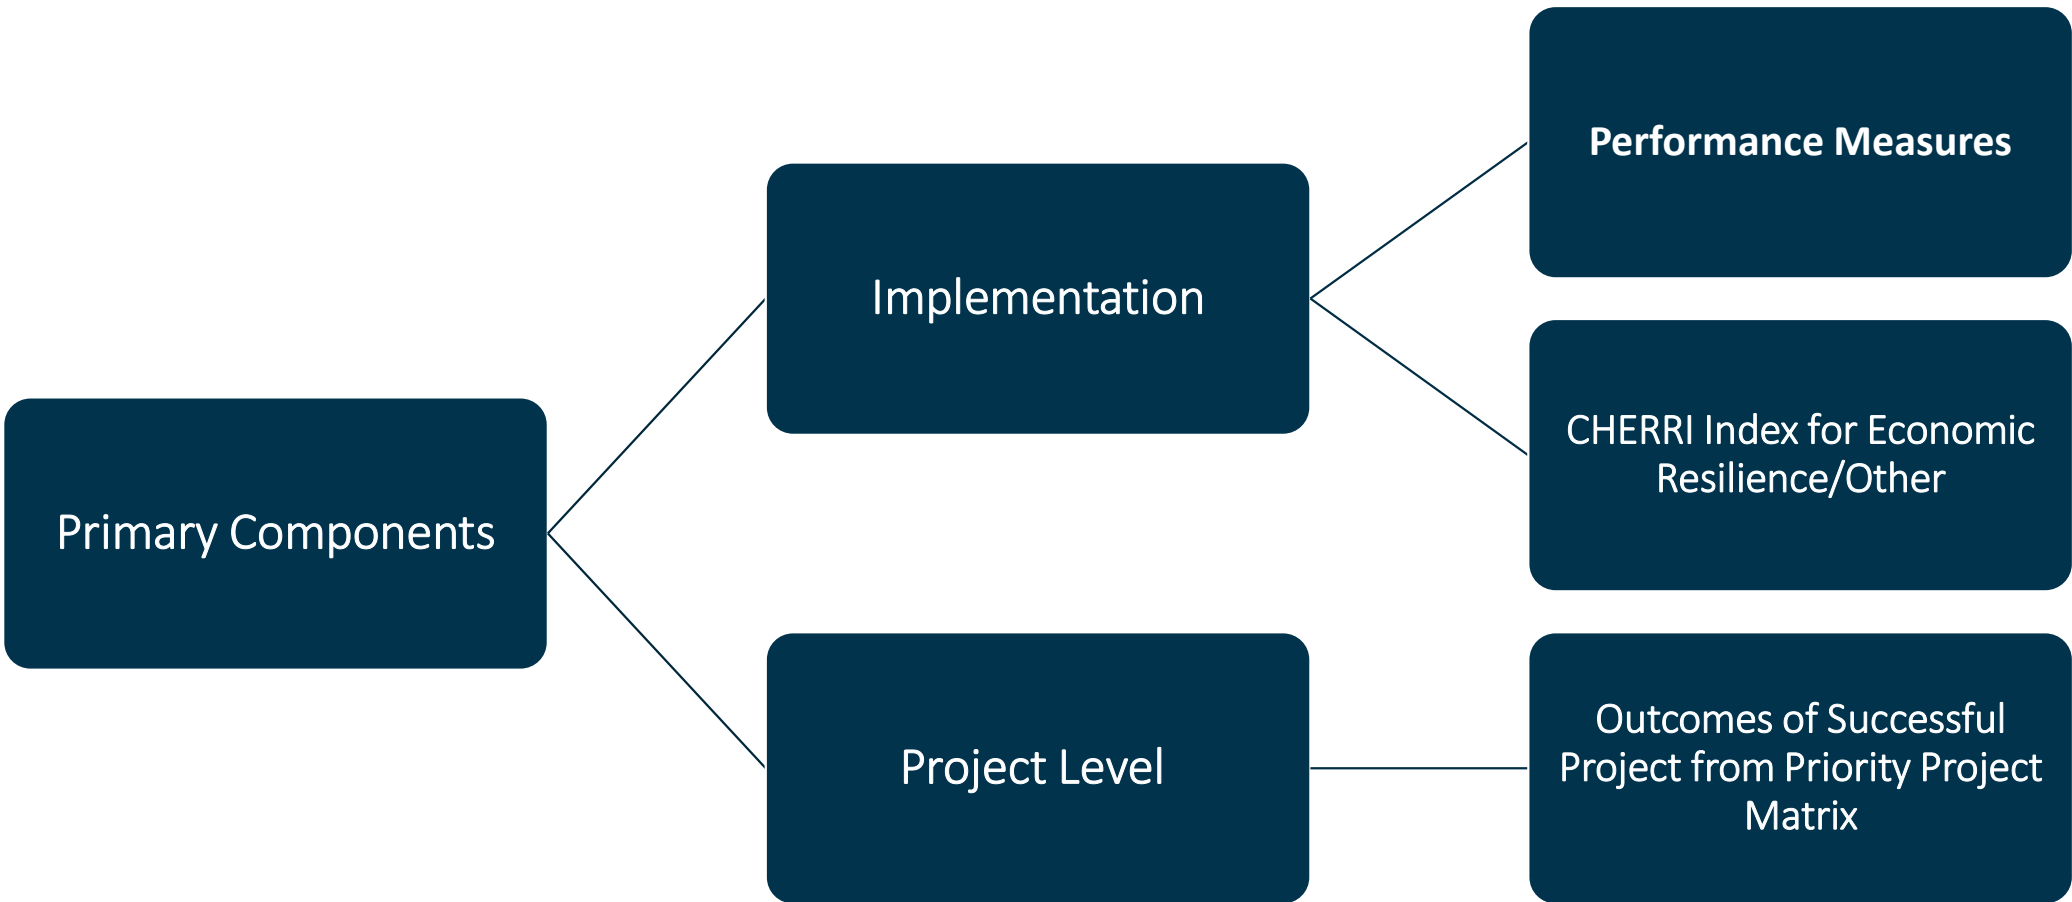 Primary Components
Implementation
Performance Measures
CHERRI Index for Economic
Resilience/Other
Project Level
Outcomes of Successful
Project from Priority Project
Matrix